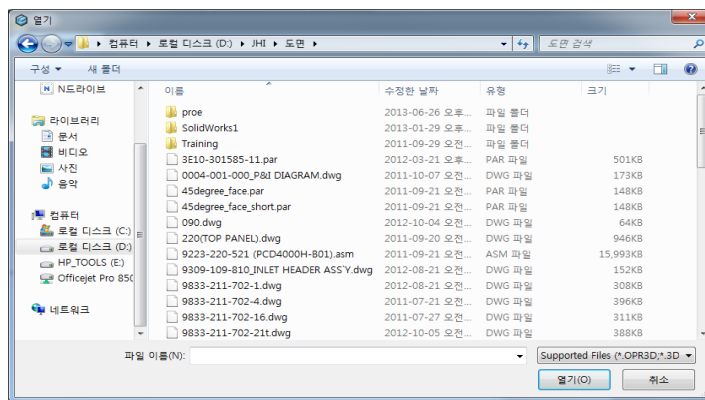 열기
컴퓨터 ▸ 로컬 디스크 (D:) ▸ JHI ▸ 도면 ▸
도면 검색
구성 ▼ 새 폴더
N드라이브
라이브러리
문서
비디오
사진
음악
컴퓨터
로컬 디스크 (C:)
로컬 디스크 (D:)
HP_TOOLS (E:)
Officejet Pro 850
네트워크
이름 수정한 날짜 유형 크기
proe 2013-06-26 오후... 파일 폴더
SolidWorks1 2013-01-29 오전... 파일 폴더
Training 2011-09-29 오전... 파일 폴더
3E10-301585-11.par 2012-03-21 오후... PAR 파일 501KB
0004-001-000_P&I DIAGRAM.dwg 2011-10-07 오전... DWG 파일 173KB
45degree_face.par 2011-09-21 오전... PAR 파일 148KB
45degree_face_short.par 2011-09-21 오전... PAR 파일 148KB
090.dwg 2012-10-04 오전... DWG 파일 64KB
220(TOP PANEL).dwg 2011-09-20 오전... DWG 파일 946KB
9223-220-521 (PCD4000H-B01).asm 2011-09-21 오전... ASM 파일 15,993KB
9309-109-810_INLET HEADER ASS'Y.dwg 2012-08-21 오전... DWG 파일 152KB
9833-211-702-1.dwg 2012-08-21 오전... DWG 파일 308KB
9833-211-702-4.dwg 2011-07-21 오전... DWG 파일 396KB
9833-211-702-16.dwg 2011-07-27 오전... DWG 파일 311KB
9833-211-702-21t.dwg 2012-10-05 오전... DWG 파일 388KB
파일 이름(N): Supported Files (*.OPR3D;*.3D
열기(O) 취소